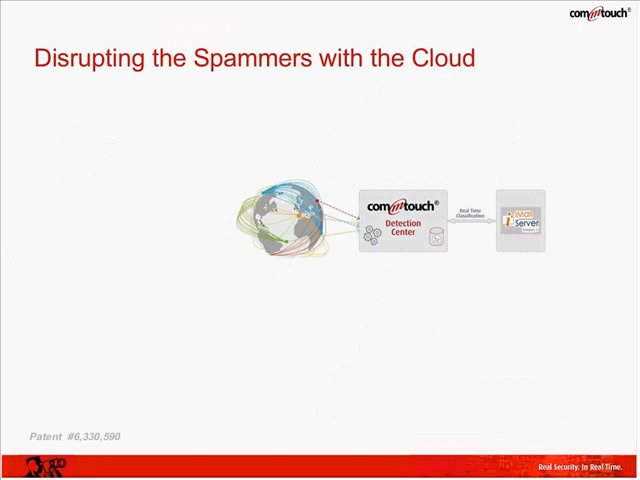 commtouch®
Disrupting the Spammers with the Cloud
commtouch®
Detection
Center
Real Time
Classification
iMail
Server
Patent #6,330,590
Real Security. In Real Time.